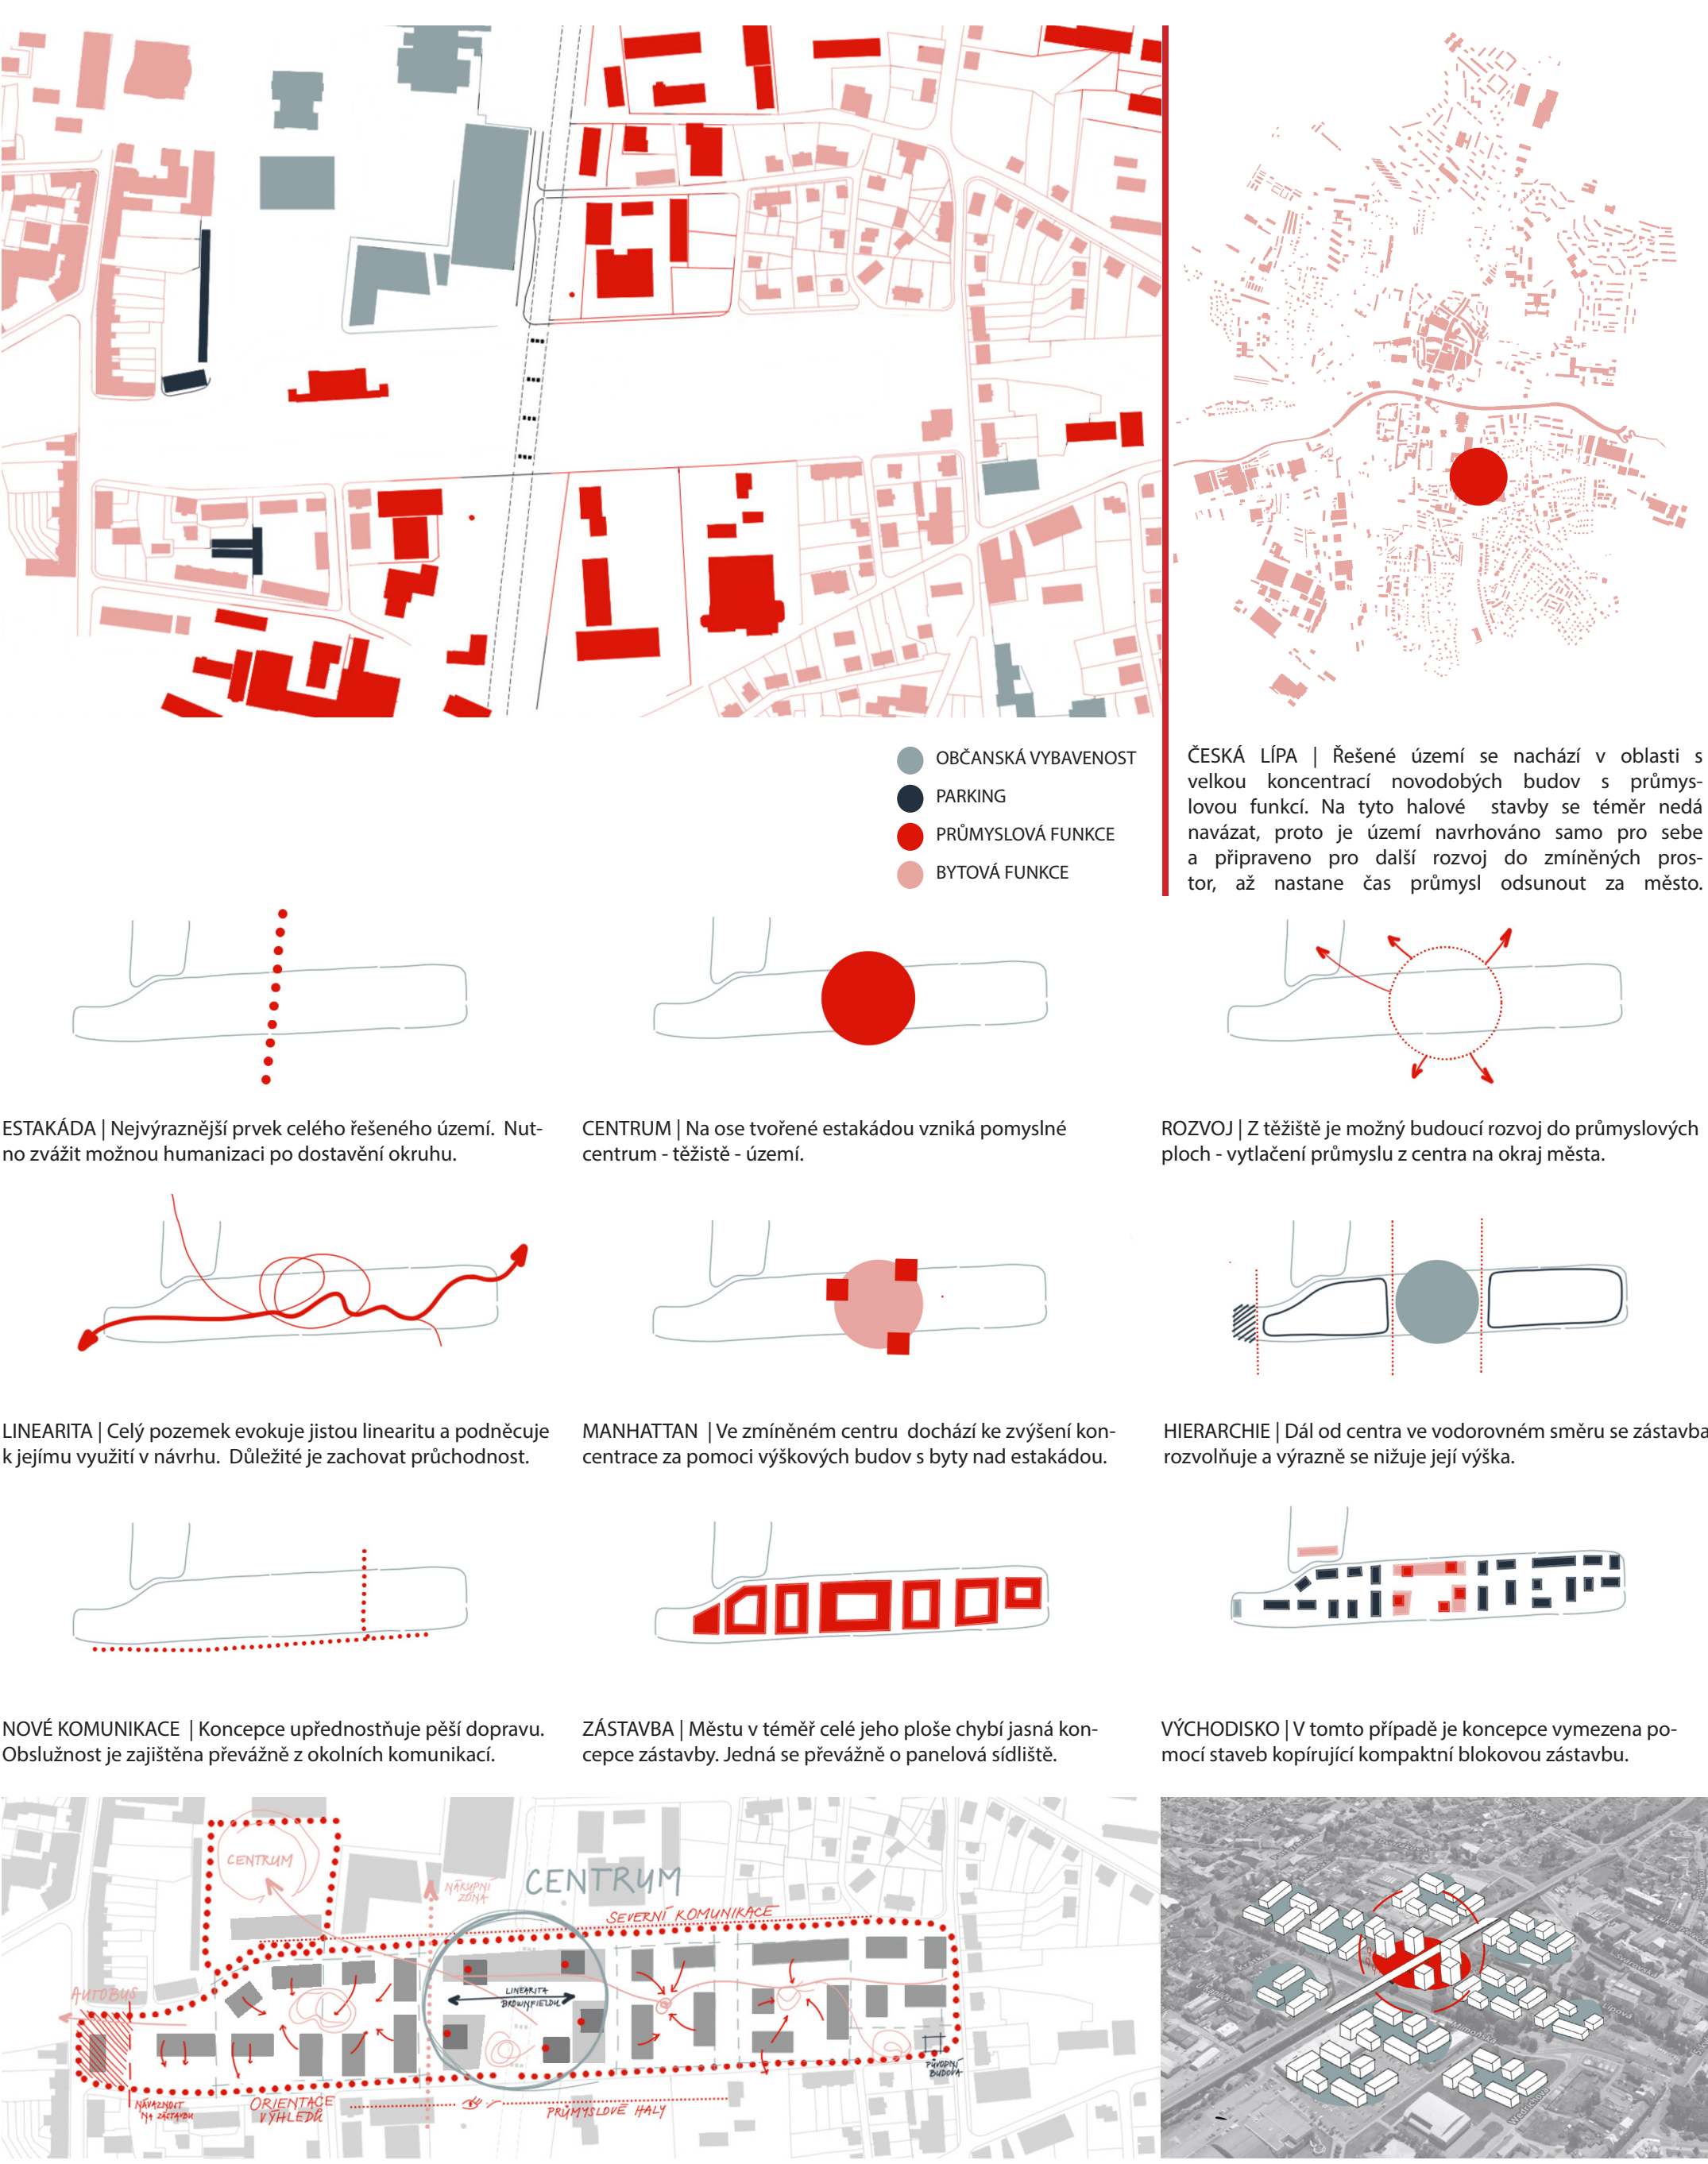 OBČANSKÁ VYBAVENOST
PARKING
PRŮMYSLOVÁ FUNKCE
BYTOVÁ FUNKCE
ČESKÁ LÍPA | Řešené území se nachází v oblasti s
velkou koncentrací novodobých budov s průmys-
lovou funkcí. Na tyto halové stavby se téměř nedá
navázat, proto je území navrhováno samo pro sebe
a připraveno pro další rozvoj do zmíněných pros-
tor, až nastane čas průmysl odsunout za město.
ESTAKÁDA | Nejvýraznější prvek celého řešeného území. Nut-
no zvážit možnou humanizaci po dostavění okruhu.
CENTRUM | Na ose tvořené estakádou vzniká pomyslné
centrum - těžistě - území.
ROZVOJ | Z těžiště je možný budoucí rozvoj do průmyslových
ploch - vytlačení průmyslu z centra na okraj města.
LINEARITA | Celý pozemek evokuje jistou linearitu a podněcuje
k jejímu využití v návrhu. Důležité je zachovat průchodnost.
MANHATTAN | Ve zmíněném centru dochází ke zvýšení kon-
centrace za pomoci výškových budov s byty nad estakádou.
HIERARCHIE | Dál od centra ve vodorovném směru se zástavba
rozvolňuje a výrazně se nižuje její výška.
NOVÉ KOMUNIKACE | Koncepce upřednostňuje pěší dopravu.
Obslužnost je zajištěna převážně z okolních komunikací.
ZÁSTAVBA | Městu v téměř celé jeho ploše chybí jasná kon-
cepce zástavby. Jedná se převážně o panelová sídliště.
VÝCHODISKO | V tomto případě je koncepce vymezena po-
mocí staveb kopírující kompaktní blokovou zástavbu.
CENTRUM
NÁKUPNÍ
ZÓNA
CENTRUM
SEVERNÍ KOMUNIKACE
AUTOBUS
LINEARITA
BROWNFIELDU
PŮVODNÍ
BUDOVA
NÁVAZNOST
NA ZÁSTAVBU
ORIENTACE
VÝHLEDŮ
PRŮMYSLOVÉ HALY
Lipová